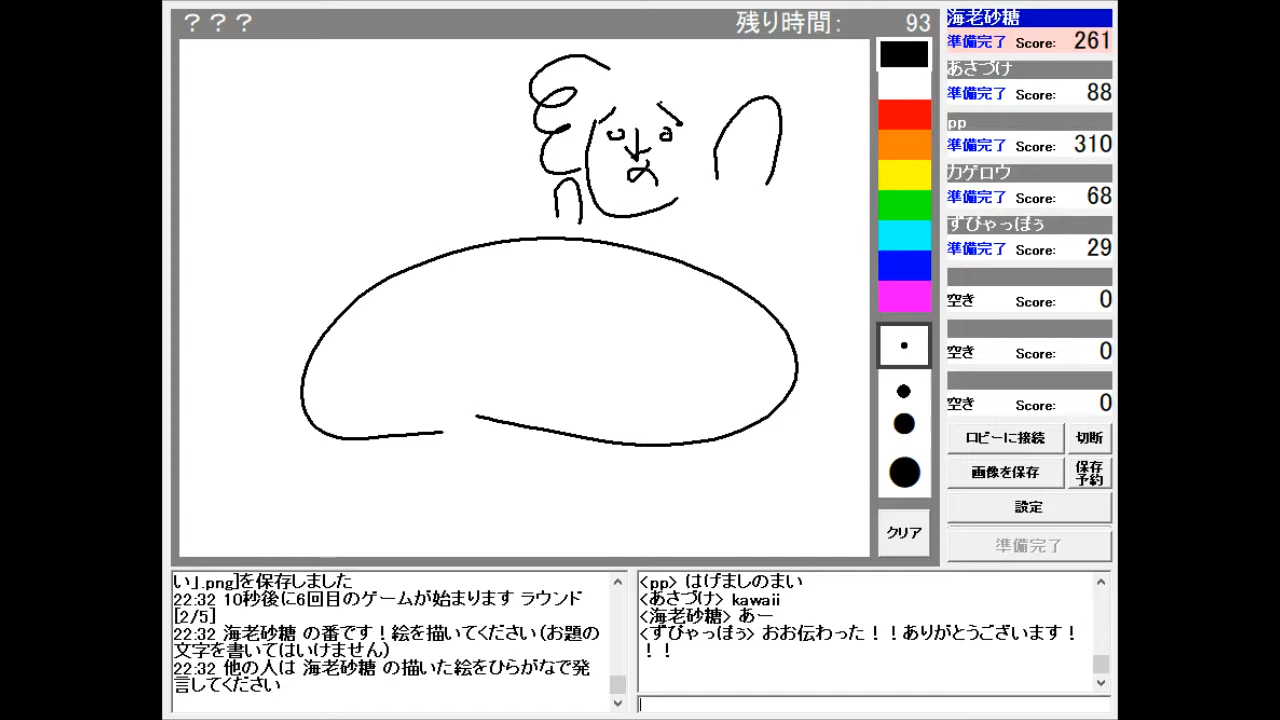 ？？？
残り時間:
93
海老砂糖
準備完了 Score: 261
あさづけ
準備完了 Score: 88
pp
準備完了 Score: 310
カゲロウ
準備完了 Score: 68
ずぴゃっぽぅ
準備完了 Score: 29
空き Score: 0
空き Score: 0
空き Score: 0
ロビーに接続
切断
画像を保存
保存
予約
設定
準備完了
クリア
い」.png]を保存しました
22:32 10秒後に6回目のゲームが始まります ラウンド
[2/5]
22:32 海老砂糖 の番です！絵を描いてください（お題の
文字を書いてはいけません）
22:32 他の人は 海老砂糖 の描いた絵をひらがなで発
言してください
<pp> はげましのまい
<あさづけ> kawaii
<海老砂糖> あー
<ずぴゃっぽぅ> おお伝わった！！ありがとうございます！
！！